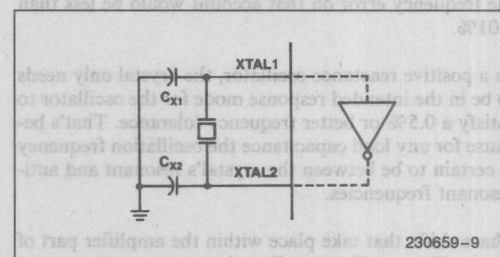 frequency error on that account would be less than
01%.
a positive reactance oscillator, the crystal only needs
be in the intended response mode for the oscillator to
satisfy a 0.5% or better frequency tolerance. That's be-
for any load capacitance the oscillation frequency
certain to be between the crystal's resonant and anti-
frequencies.
XTAL1
CX1
CX2
XTAL2
that take place within the amplifier part of
230659-9